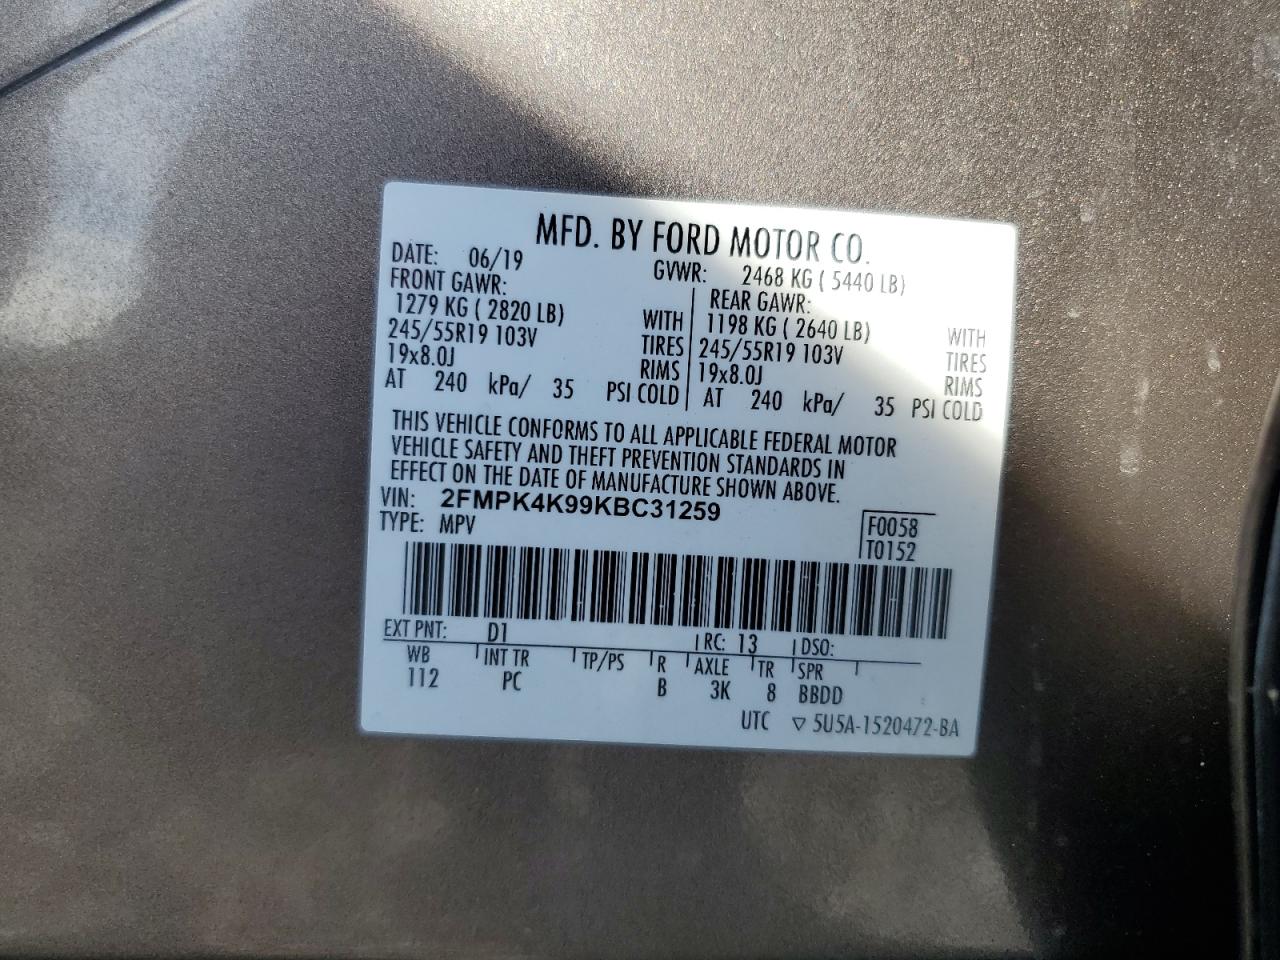 MFD. BY FORD MOTOR CO.
DATE: 06/19 GVWR: 2468 KG ( 5440 LB)
FRONT GAWR: REAR GAWR:
1279 KG ( 2820 LB) WITH 1198 KG ( 2640 LB) WITH
245/55R19 103V TIRES 245/55R19 103V TIRES
19x8.0J RIMS 19x8.0J RIMS
AT 240 kPa/ 35 PSI COLD AT 240 kPa/ 35 PSI COLD
THIS VEHICLE CONFORMS TO ALL APPLICABLE FEDERAL MOTOR
VEHICLE SAFETY AND THEFT PREVENTION STANDARDS IN
EFFECT ON THE DATE OF MANUFACTURE SHOWN ABOVE.
VIN: 2FMPK4K99KBC31259
TYPE: MPV F0058
T0152
EXT PNT: D1 RC: 13 DSO:
WB INT TR TP/PS R AXLE TR SPR
112 PC B 3K 8 BBDD
UTC ▽ 5U5A-1520472-BA